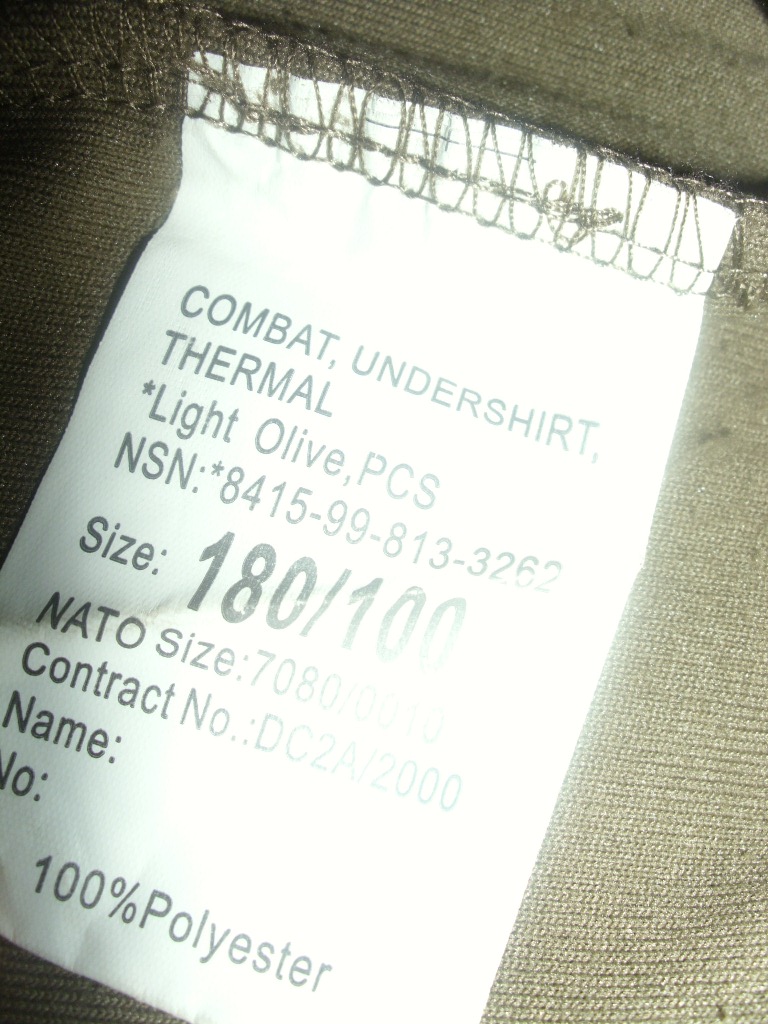 COMBAT, UNDERSHIRT,
THERMAL
*Light Olive,PCS
NSN:*8415-99-813-3262
Size: 180/100
NATO Size:7080/0010
Contract No.:DC2A/2000
Name:
No:
100%Polyester